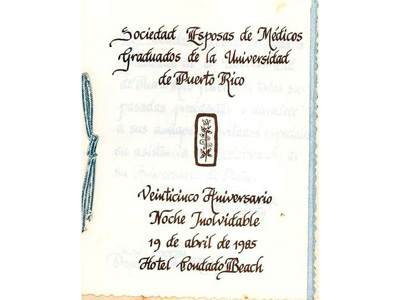 Sociedad Esposas de Médicos
Graduados de la Universidad
de Puerto Rico
Veinticinco Aniversario
Noche Inolvidable
19 de abril de 1985
Hotel Condado Beach